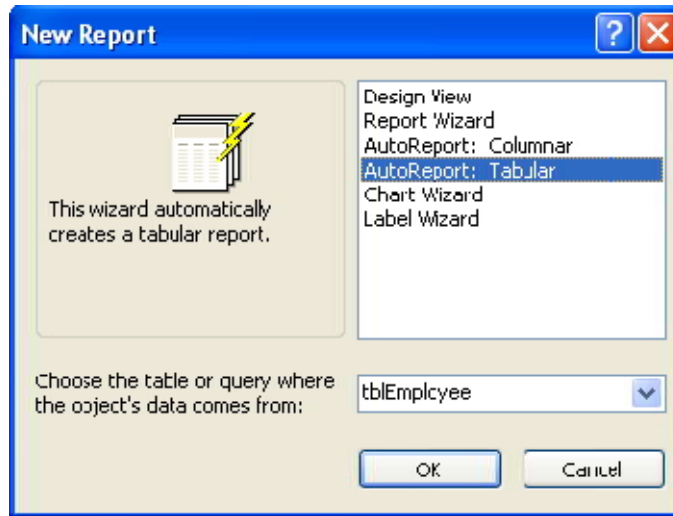 New Report
This wizard automatically
creates a tabular report.
Design View
Report Wizard
AutoReport: Columnar
AutoReport: Tabular
Chart Wizard
Label Wizard
Choose the table or query where
the object's data comes from:
tblEmployee
OK
Cancel